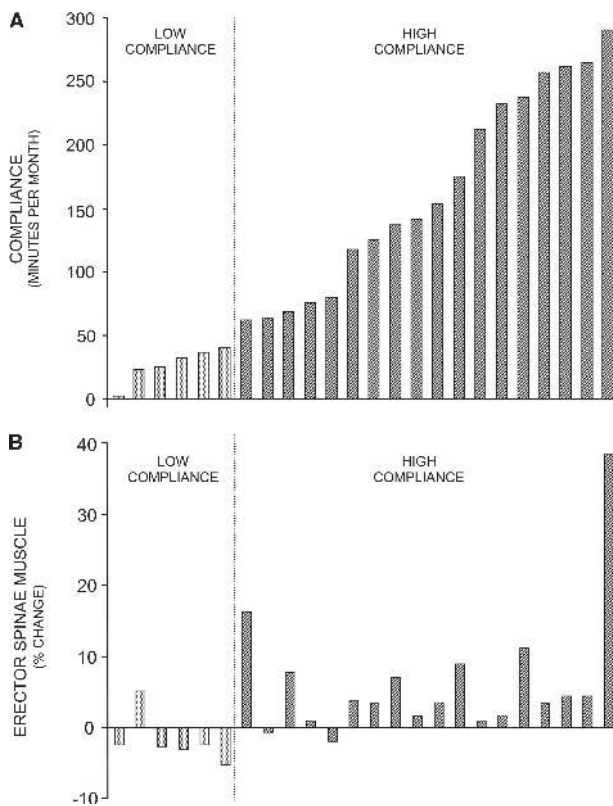 A
LOW
COMPLIANCE
HIGH
COMPLIANCE
COMPLIANCE
(MINUTES PER MONTH)
300
250
200
150
100
50
0
B
LOW
COMPLIANCE
HIGH
COMPLIANCE
ERECTOR SPINAE MUSCLE
(% CHANGE)
40
30
20
10
0
-10